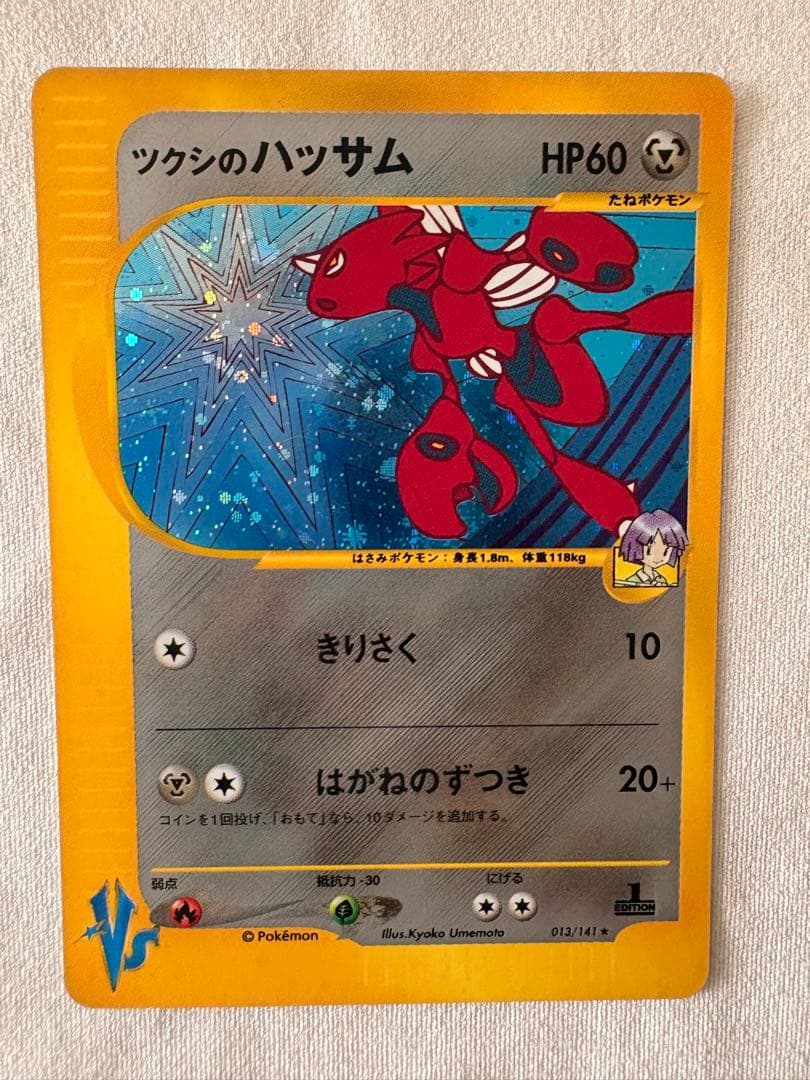 ツクシのハッサム HP60
たねポケモン
はさみポケモン：身長1.8m、体重118kg
きりさく 10
はがねのずつき 20+
コインを1回投げ、「おもて」なら、10ダメージを追加する。
弱点 抵抗力 -30 にげる
1
EDITION
VS
© Pokémon Illus.Kyoko Umemoto 013/141 ★